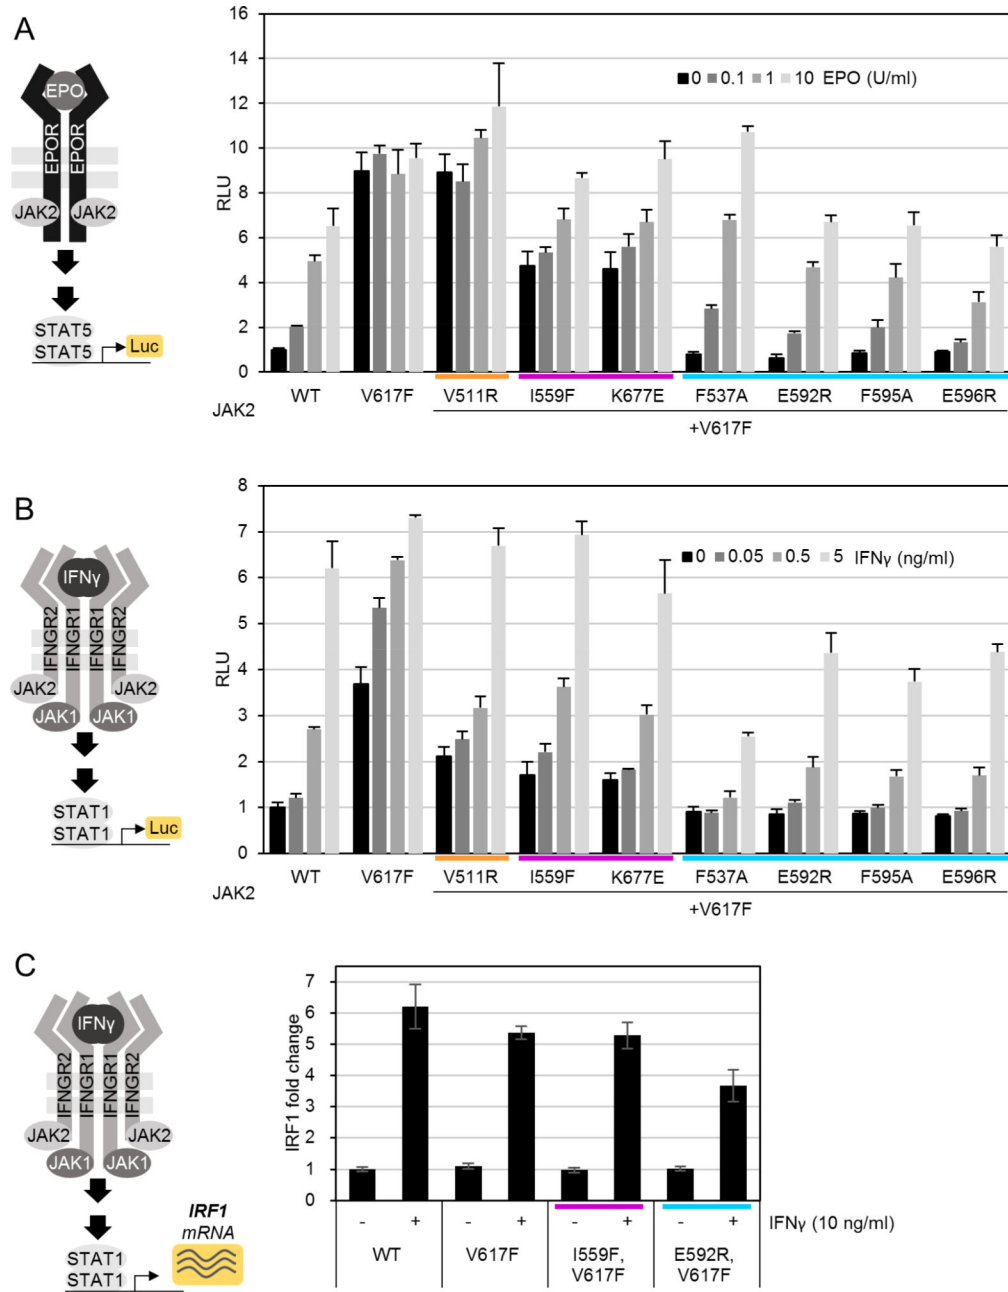 A
EPO
EPOR
EPOR
JAK2
JAK2
STAT5
STAT5
Luc
RLU
16
14
12
10
8
6
4
2
0
0 0.1 1 10 EPO (U/ml)
JAK2
WT V617F V511R I559F K677E F537A E592R F595A E596R
+V617F
B
IFNγ
IFNGR2
IFNGR1
IFNGR1
IFNGR2
JAK2
JAK2
JAK1
JAK1
STAT1
STAT1
Luc
RLU
8
7
6
5
4
3
2
1
0
0 0.05 0.5 5 IFNγ (ng/ml)
JAK2
WT V617F V511R I559F K677E F537A E592R F595A E596R
+V617F
C
IFNγ
IFNGR2
IFNGR1
IFNGR1
IFNGR2
JAK2
JAK2
JAK1
JAK1
IRF1
mRNA
STAT1
STAT1
IRF1 fold change
7
6
5
4
3
2
1
0
- + - + - + - + IFNγ (10 ng/ml)
WT V617F I559F, E592R,
V617F V617F